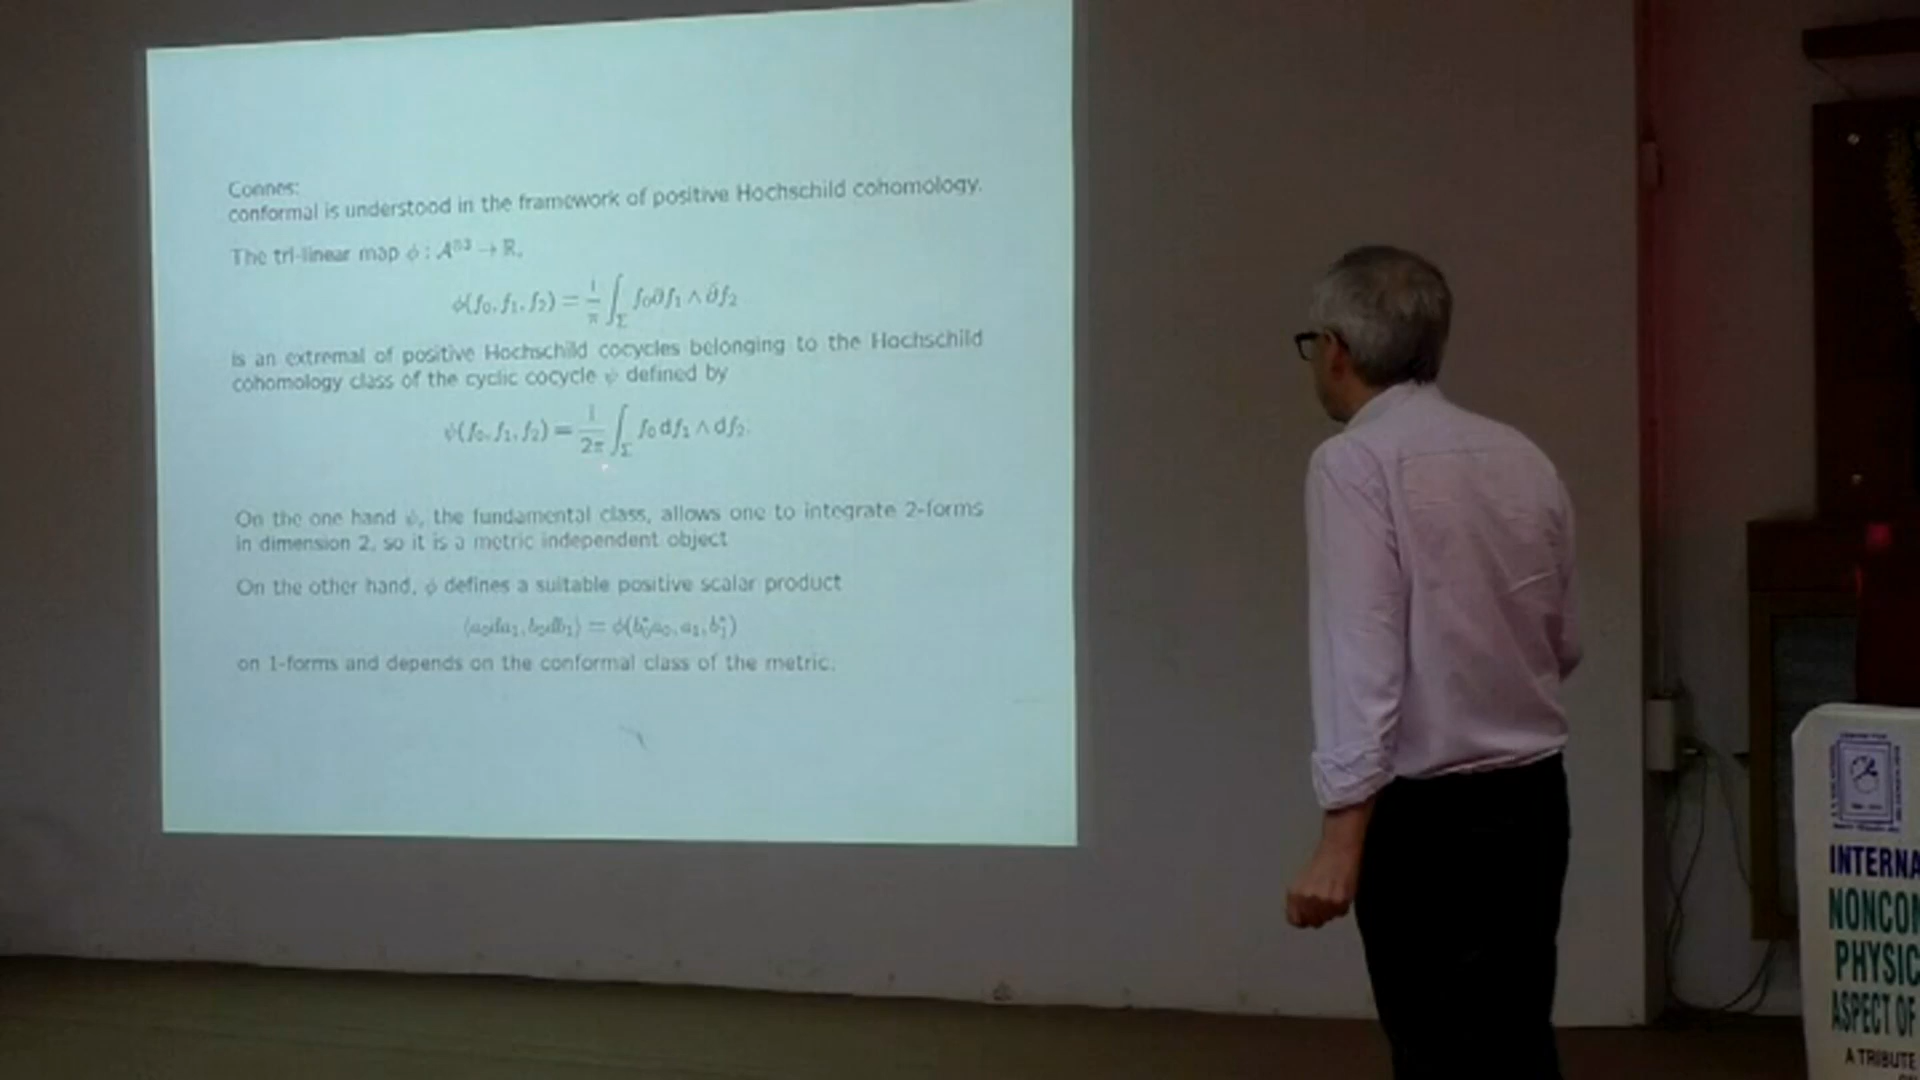 Connes:
conformal is understood in the framework of positive Hochschild cohomology.
The tri-linear map ϕ : A⊗3 → ℝ,
ϕ(f0, f1, f2) = i/π ∫Σ f0∂f1 ∧ ∂̄f2
is an extremal of positive Hochschild cocycles belonging to the Hochschild
cohomology class of the cyclic cocycle ψ defined by
ψ(f0, f1, f2) = i/2π ∫Σ f0 df1 ∧ df2.
On the one hand ψ, the fundamental class, allows one to integrate 2-forms
in dimension 2, so it is a metric independent object
On the other hand, ϕ defines a suitable positive scalar product
⟨a0da1, b0db1⟩ = ϕ(b0*a0, a1, b1*)
on 1-forms and depends on the conformal class of the metric.
INTERNA
NONCOM
PHYSIC
ASPECT OF
A TRIBUTE